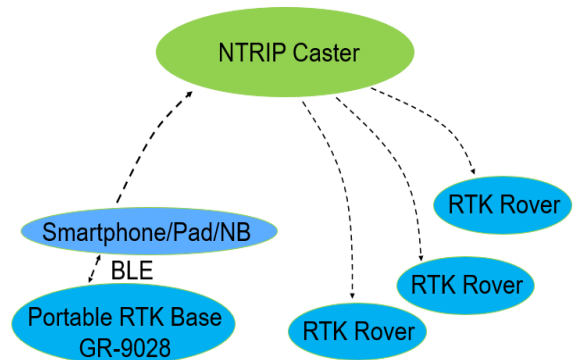 NTRIP Caster
RTK Rover
Smartphone/Pad/NB
BLE
RTK Rover
Portable RTK Base
GR-9028
RTK Rover